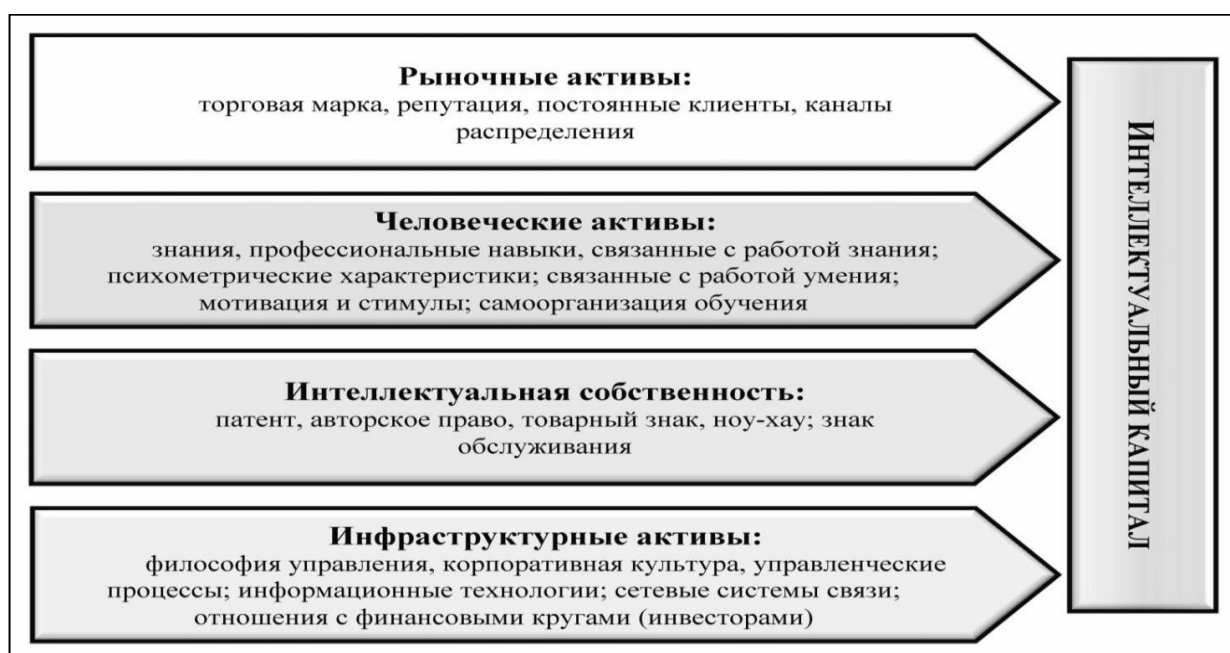 Рыночные активы:
торговая марка, репутация, постоянные клиенты, каналы
распределения
Человеческие активы:
знания, профессиональные навыки, связанные с работой знания;
психометрические характеристики; связанные с работой умения;
мотивация и стимулы; самоорганизация обучения
Интеллектуальная собственность:
патент, авторское право, товарный знак, ноу-хау; знак
обслуживания
Инфраструктурные активы:
философия управления, корпоративная культура, управленческие
процессы; информационные технологии; сетевые системы связи;
отношения с финансовыми кругами (инвесторами)
ИНТЕЛЛЕКТУАЛЬНЫЙ КАПИТАЛ